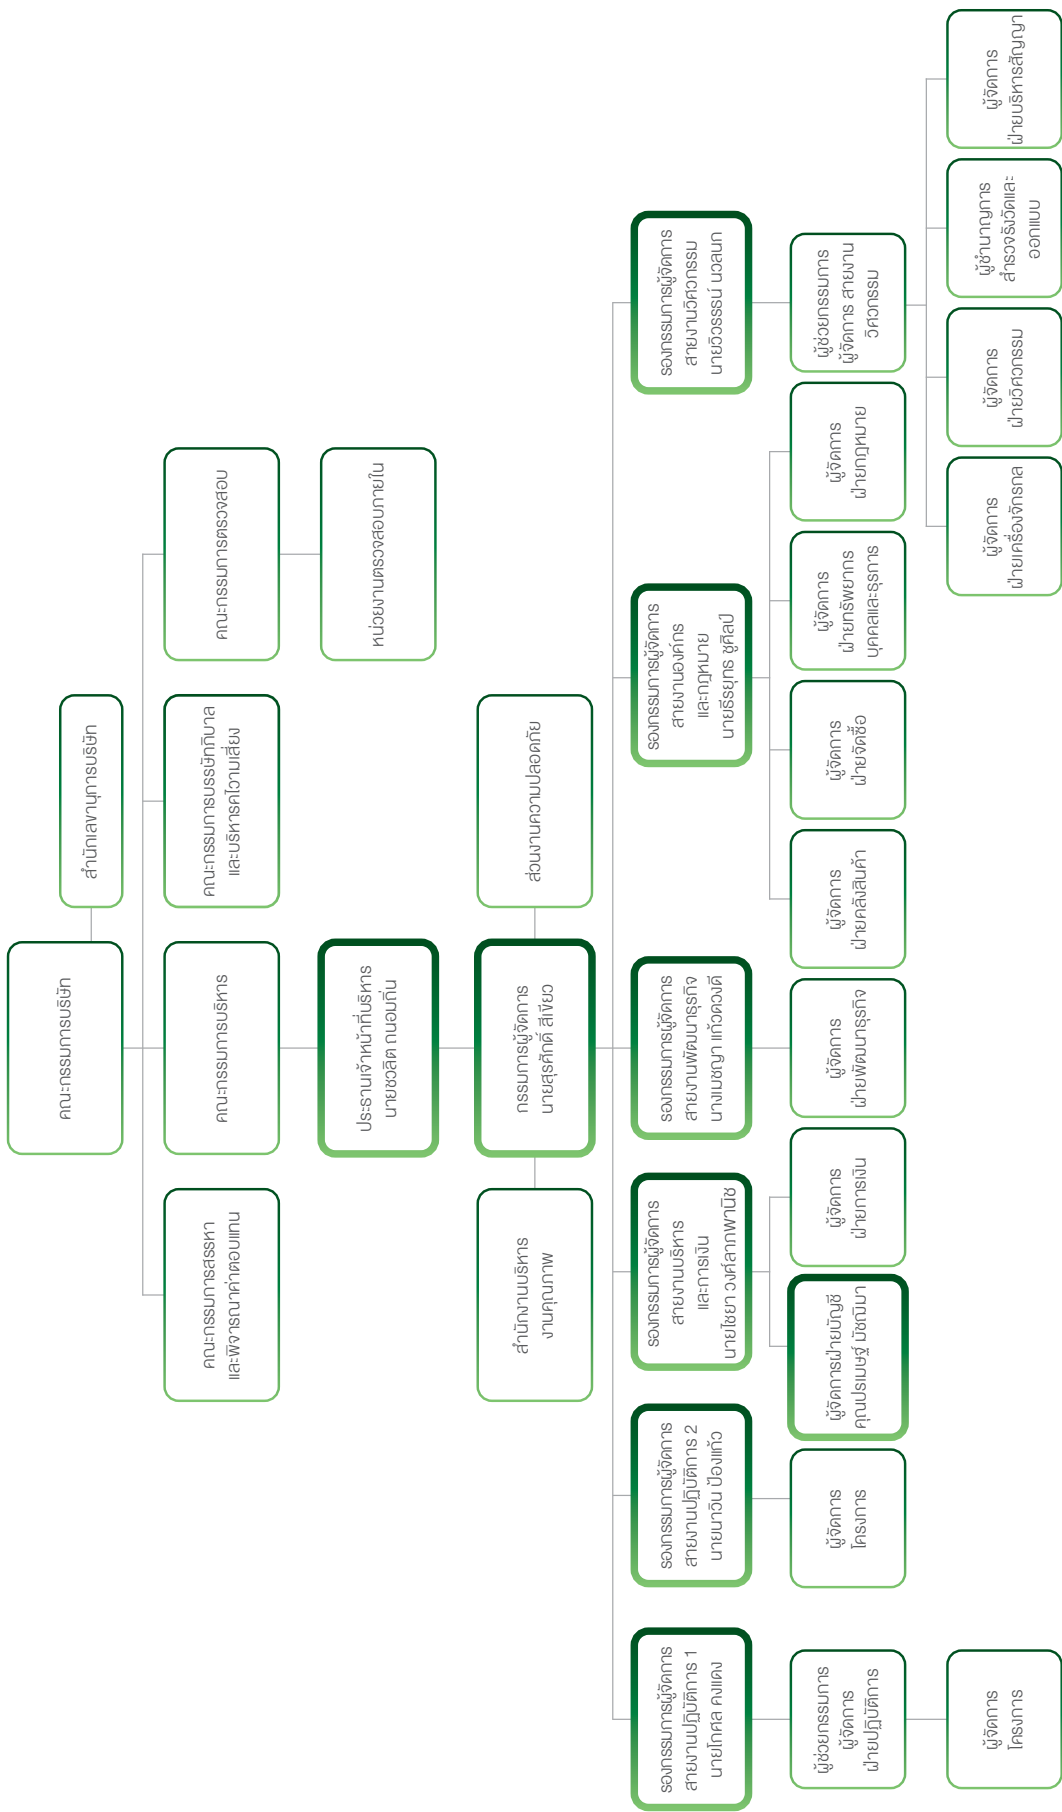 คณะกรรมการบริษัท
สำนักเลขานุการบริษัท
คณะกรรมการสรรหา
และพิจารณาค่าตอบแทน
คณะกรรมการบริหาร
คณะกรรมการบรรษัทภิบาล
และบริหารคไวามเสี่ยง
คณะกรรมการตรวจสอบ
ประธานเจ้าหน้าที่บริหาร
นายชวลิต ถนอมถิ่น
หน่วยงานตรวจสอบภายใน
สำนักงานบริหาร
งานคุณภาพ
กรรมการผู้จัดการ
นายสุรศักดิ์ สีเขียว
ส่วนงานความปลอดภัย
รองกรรมการผู้จัดการ
สายงานปฏิบัติการ 1
นายโกศล คงแดง
รองกรรมการผู้จัดการ
สายงานปฏิบัติการ 2
นายนาวิน ป้องแก้ว
รองกรรมการผู้จัดการ
สายงานบริหาร
และการเงิน
นายไชยา วงศ์ลาภพานิช
รองกรรมการผู้จัดการ
สายงานพัฒนาธุรกิจ
นางเมชญา แก้วดวงดี
รองกรรมการผู้จัดการ
สายงานองค์กร
และกฎหมาย
นายธีรยุทธ ชูศิลป์
รองกรรมการผู้จัดการ
สายงานวิศวกรรม
นายวิวรรธน์ นวลนก
ผู้ช่วยกรรมการ
ผู้จัดการ
ฝ่ายปฏิบัติการ
ผู้จัดการ
โครงการ
ผู้จัดการฝ่ายบัญชี
คุณปรเมษฐ์ มัชฌิมา
ผู้จัดการ
ฝ่ายการเงิน
ผู้จัดการ
ฝ่ายพัฒนาธุรกิจ
ผู้จัดการ
ฝ่ายคลังสินค้า
ผู้จัดการ
ฝ่ายจัดซื้อ
ผู้จัดการ
ฝ่ายทรัพยากร
บุคคลและธุรการ
ผู้จัดการ
ฝ่ายกฎหมาย
ผู้ช่วยกรรมการ
ผู้จัดการ สายงาน
วิศวกรรม
ผู้จัดการ
โครงการ
ผู้จัดการ
ฝ่ายเครื่องจักรกล
ผู้จัดการ
ฝ่ายวิศวกรรม
ผู้ชำนาญการ
สำรวจรังวัดและ
ออกแบบ
ผู้จัดการ
ฝ่ายบริหารสัญญา